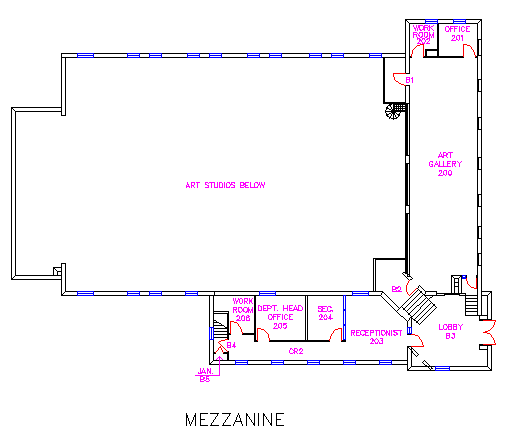 WORK
ROOM
202
OFFICE
201
B1
ART
GALLERY
200
ART STUDIOS BELOW
B2
WORK
ROOM
206
DEPT. HEAD
OFFICE
205
SEC.
204
RECEPTIONIST
203
LOBBY
B3
B4
CR2
JAN.
B5
MEZZANINE